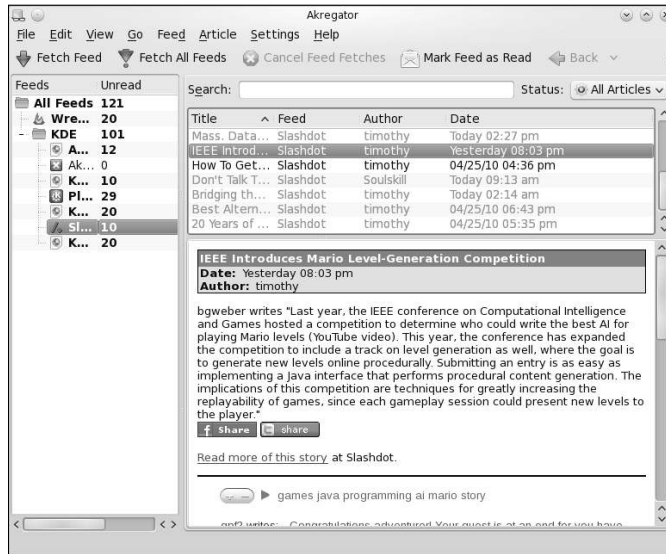 Akregator
File Edit View Go Feed Article Settings Help
Fetch Feed Fetch All Feeds Cancel Feed Fetches Mark Feed as Read Back
Feeds Unread
All Feeds 121
Wre... 20
KDE 101
A... 12
Ak... 0
K... 10
Pl... 29
K... 20
Sl... 10
K... 20
Search: Status: All Articles
Title Feed Author Date
Mass. Data... Slashdot timothy Today 02:27 pm
IEEE Introd... Slashdot timothy Yesterday 08:03 pm
How To Get... Slashdot timothy 04/25/10 04:36 pm
Don't Talk T... Slashdot Soulskill Today 09:13 am
Bridging th... Slashdot timothy Today 02:14 am
Best Altern... Slashdot timothy 04/25/10 06:43 pm
20 Years of ... Slashdot timothy 04/25/10 05:35 pm
IEEE Introduces Mario Level-Generation Competition
Date: Yesterday 08:03 pm
Author: timothy
bgweber writes "Last year, the IEEE conference on Computational Intelligence
and Games hosted a competition to determine who could write the best AI for
playing Mario levels (YouTube video). This year, the conference has expanded
the competition to include a track on level generation as well, where the goal is
to generate new levels online procedurally. Submitting an entry is as easy as
implementing a Java interface that performs procedural content generation. The
implications of this competition are techniques for greatly increasing the
replayability of games, since each gameplay session could present new levels to
the player."
f Share share
Read more of this story at Slashdot.
games java programming ai mario story
writes: Congratulations adventurer! Your quest is at an end for you have